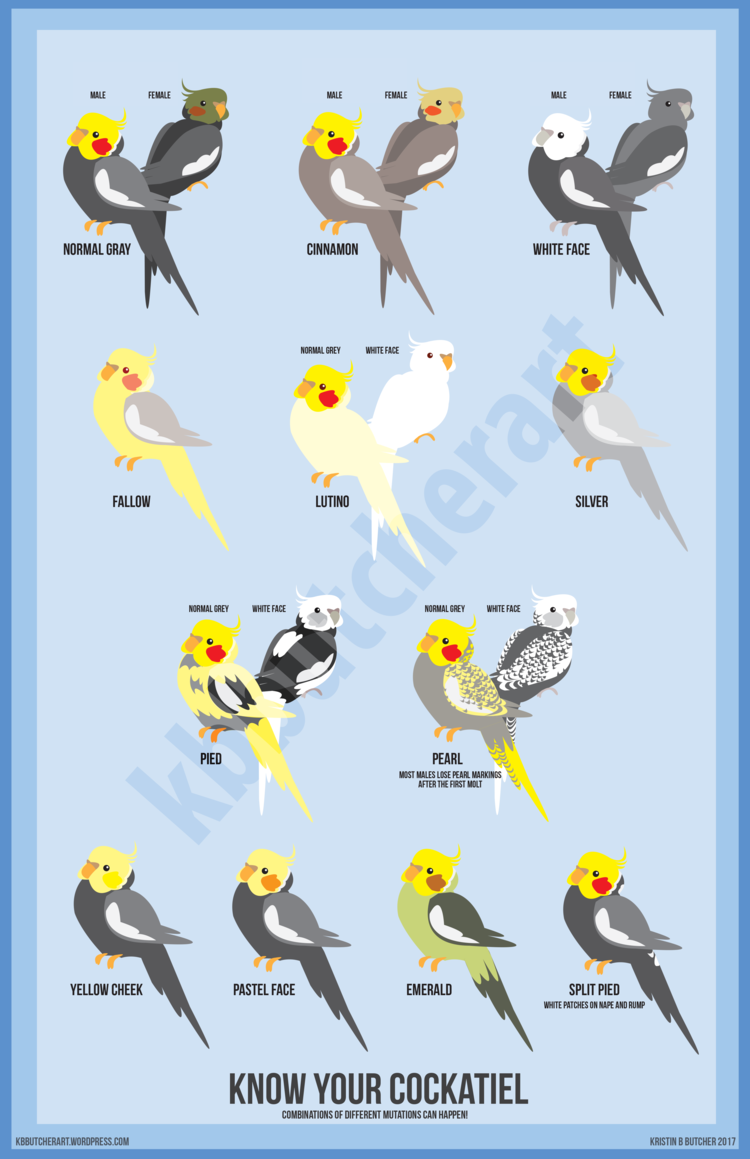 MALE
FEMALE
MALE
FEMALE
MALE
FEMALE
NORMAL GRAY
CINNAMON
WHITE FACE
NORMAL GREY
WHITE FACE
FALLOW
LUTINO
SILVER
NORMAL GREY
WHITE FACE
NORMAL GREY
WHITE FACE
PIED
PEARL
MOST MALES LOSE PEARL MARKINGS
AFTER THE FIRST MOLT
YELLOW CHEEK
PASTEL FACE
EMERALD
SPLIT PIED
WHITE PATCHES ON NAPE AND RUMP
kbbutcherart
KNOW YOUR COCKATIEL
COMBINATIONS OF DIFFERENT MUTATIONS CAN HAPPEN!
KBBUTCHERART.WORDPRESS.COM
KRISTIN B BUTCHER 2017